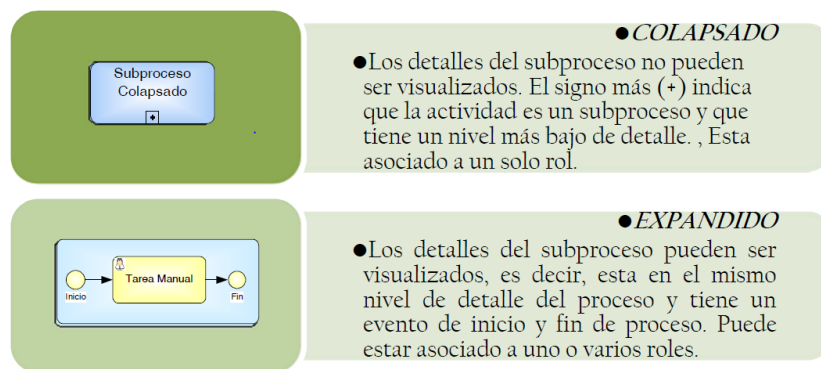 Subproceso
Colapsado
+
●COLAPSADO
●Los detalles del subproceso no pueden
ser visualizados. El signo más (+) indica
que la actividad es un subproceso y que
tiene un nivel más bajo de detalle. , Esta
asociado a un solo rol.
Tarea Manual
Inicio
Fin
●EXPANDIDO
●Los detalles del subproceso pueden ser
visualizados, es decir, esta en el mismo
nivel de detalle del proceso y tiene un
evento de inicio y fin de proceso. Puede
estar asociado a uno o varios roles.